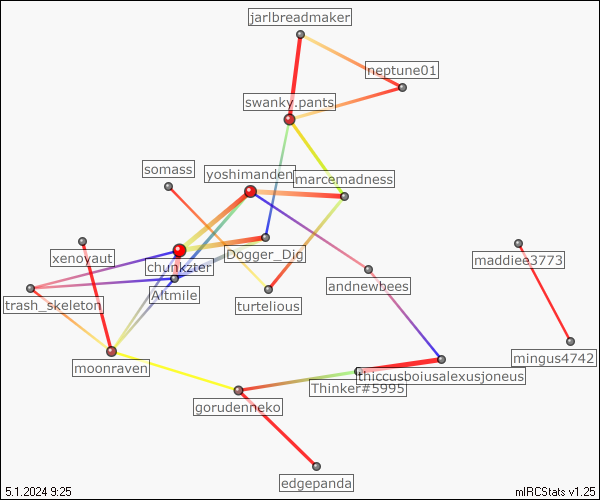 jarlbreadmaker
neptune01
swanky.pants
somass
yoshimanden
marcemadness
xenoyaut
Dogger_Dig
maddiee3773
chunkzter
andnewbees
Aftmile
trash_skeleton
turtelious
mingus4742
moonraven
thiccusboiusalexusjoneus
Thinker#5995
gorudenneko
edgepanda
5.1.2024 9:25
mIRCStats v1.25